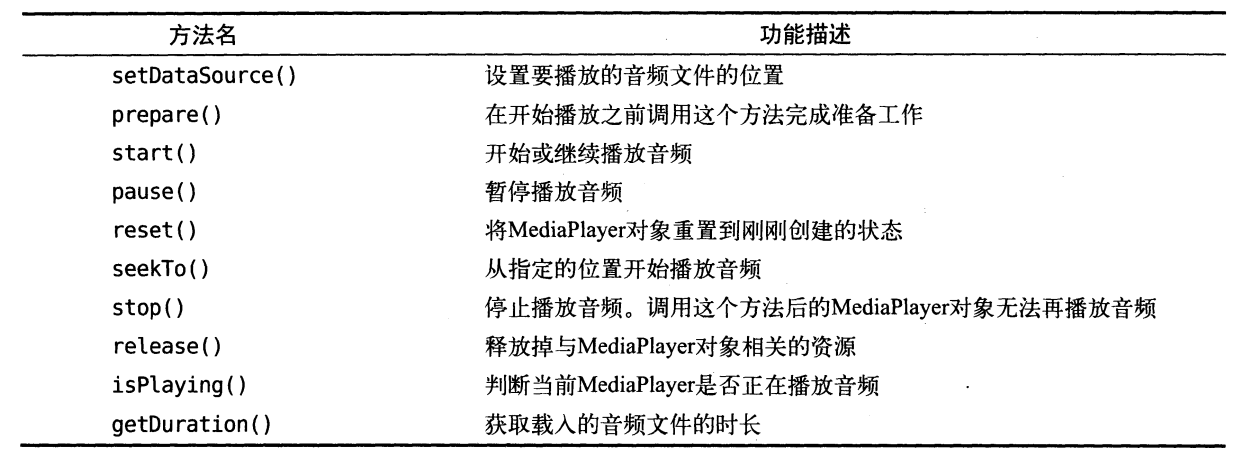 方法名 功能描述
setDataSource() 设置要播放的音频文件的位置
prepare() 在开始播放之前调用这个方法完成准备工作
start() 开始或继续播放音频
pause() 暂停播放音频
reset() 将MediaPlayer对象重置到刚刚创建的状态
seekTo() 从指定的位置开始播放音频
stop() 停止播放音频。调用这个方法后的MediaPlayer对象无法再播放音频
release() 释放掉与MediaPlayer对象相关的资源
isPlaying() 判断当前MediaPlayer是否正在播放音频
getDuration() 获取载入的音频文件的时长